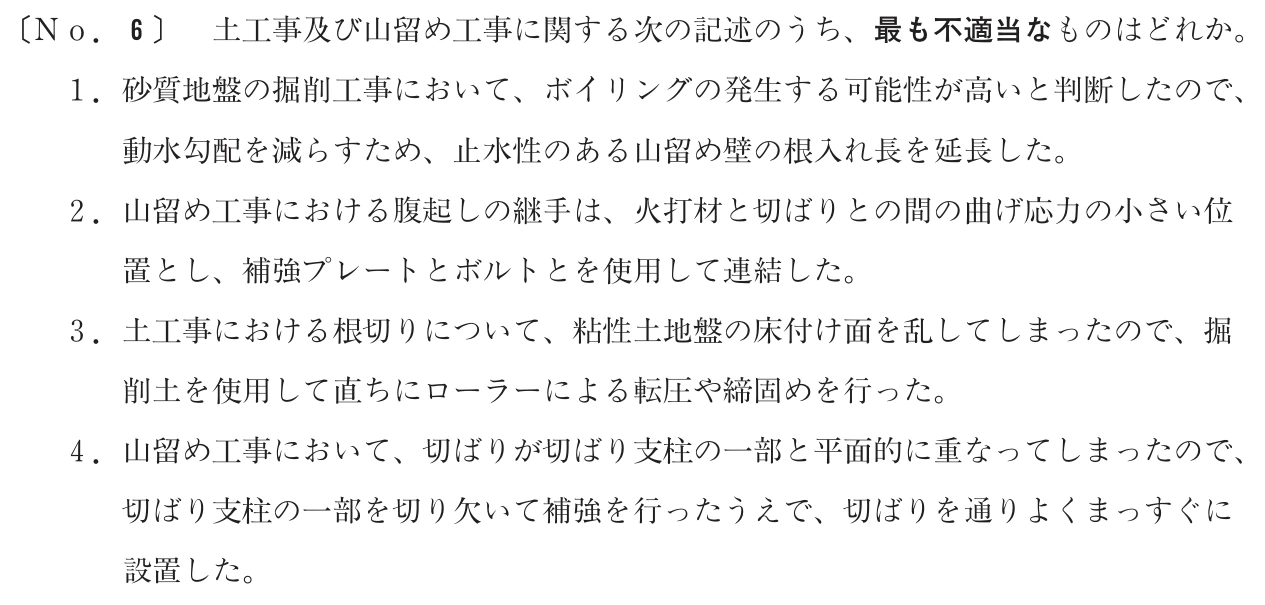 〔Ｎｏ．６〕　土工事及び山留め工事に関する次の記述のうち、最も不適当なものはどれか。
１．砂質地盤の掘削工事において、ボイリングの発生する可能性が高いと判断したので、
動水勾配を減らすため、止水性のある山留め壁の根入れ長を延長した。
２．山留め工事における腹起しの継手は、火打材と切ばりとの間の曲げ応力の小さい位
置とし、補強プレートとボルトとを使用して連結した。
３．土工事における根切りについて、粘性土地盤の床付け面を乱してしまったので、掘
削土を使用して直ちにローラーによる転圧や締固めを行った。
４．山留め工事において、切ばりが切ばり支柱の一部と平面的に重なってしまったので、
切ばり支柱の一部を切り欠いて補強を行ったうえで、切ばりを通りよくまっすぐに
設置した。